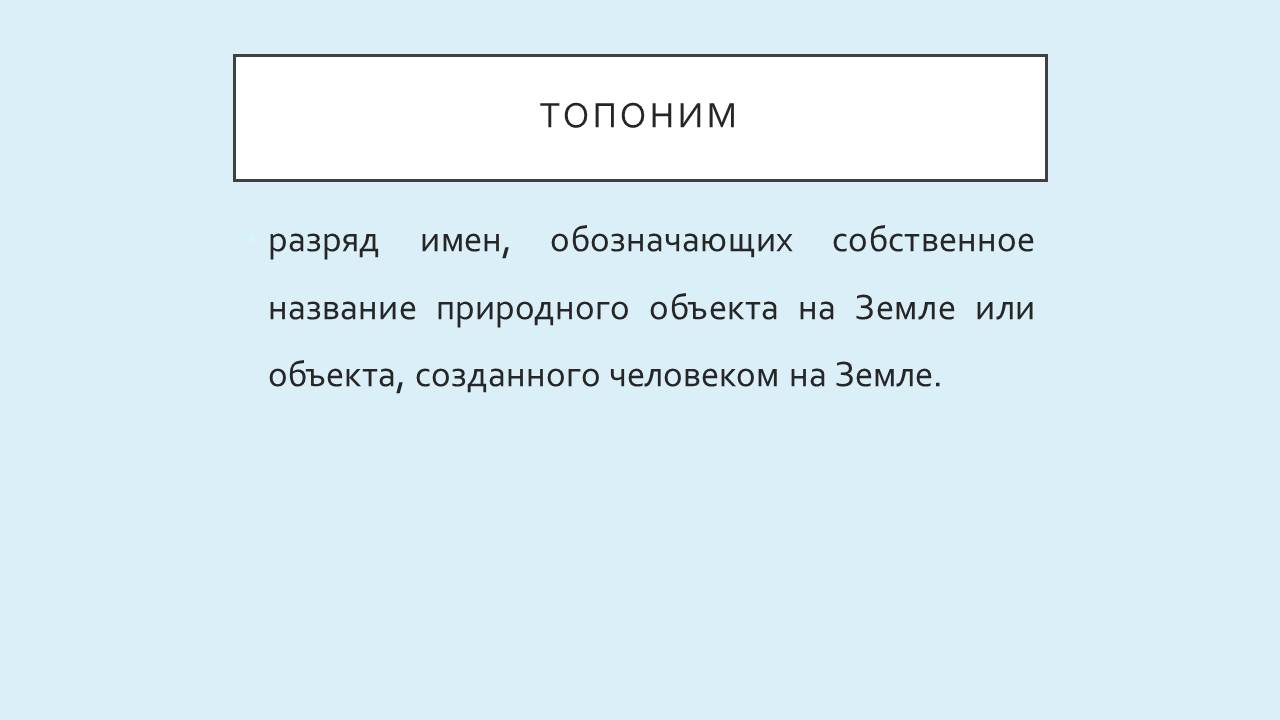 ТОПОНИМ
разряд имен, обозначающих собственное
название природного объекта на Земле или
объекта, созданного человеком на Земле.